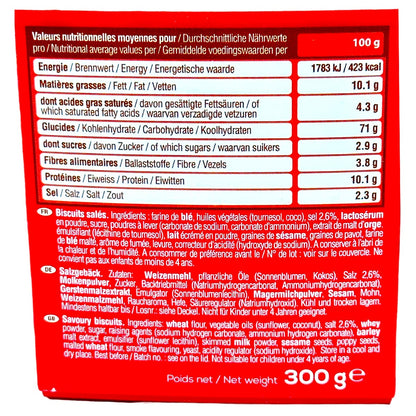 Valeurs nutritionnelles moyennes pour / Durchschnittliche Nährwerte
pro / Nutritional average values per / Gemiddelde voedingswaarden per
100 g
Energie / Brennwert / Energy / Energetische waarde 1783 kJ / 423 kcal
Matières grasses / Fett / Fat / Vetten 10.1 g
dont acides gras saturés / davon gesättigte Fettsäuren / of
which saturated fatty acids / waarvan verzadigde vetzuren 4.3 g
Glucides / Kohlenhydrate / Carbohydrate / Koolhydraten 71 g
dont sucres / davon Zucker / of which sugars / waarvan suikers 2.9 g
Fibres alimentaires / Ballaststoffe / Fibre / Vezels 3.8 g
Protéines / Eiweiss / Protein / Eiwitten 10.1 g
Sel / Salz / Salt / Zout 2.3 g
FR Biscuits salés. Ingrédients : farine de blé, huiles végétales (tournesol, coco), sel 2,6%, lactosérum
en poudre, sucre, poudres à lever (carbonate de sodium, carbonate d'ammonium), extrait de malt d'orge,
émulsifiant (lécithine de tournesol), lait écrémé en poudre, graines de sésame, graines de pavot, farine
de blé malté, arôme de fumée, levure, correcteur d'acidité (hydroxyde de sodium). A conserver à l'abri de
la chaleur et de l'humidité. A consommer de préférence avant le / N° de lot : voir sur le couvercle. Ne
convient pas aux enfants de moins de 4 ans.
DE Salzgebäck. Zutaten: Weizenmehl, pflanzliche Öle (Sonnenblumen, Kokos), Salz 2,6%,
Molkenpulver, Zucker, Backtriebmittel (Natriumhydrogencarbonat, Ammoniumhydrogencarbonat),
Gerstenmalzextrakt, Emulgator (Sonnenblumenlecithin), Magermilchpulver, Sesam, Mohn,
Weizenmalzmehl, Raucharoma, Hefe, Säureregulator (Natriumhydroxid). Kühl und trocken lagern.
Mindestens haltbar bis / Losnr.: siehe Deckel. Nicht für Kinder unter 4 Jahren geeignet.
GB Savoury biscuits. Ingredients: wheat flour, vegetable oils (sunflower, coconut), salt 2,6%, whey
powder, sugar, raising agents (sodium hydrogen carbonate, ammonium hydrogen carbonate), barley
malt extract, emulsifier (sunflower lecithin), skimmed milk powder, sesame seeds, poppy seeds,
malted wheat flour, smoke flavouring, yeast, acidity regulator (sodium hydroxide). Store in a cool and
dry place. Best before / Batch no. : see on the lid. Not suitable for children under 4 years of age.
Poids net / Net weight 300 g e